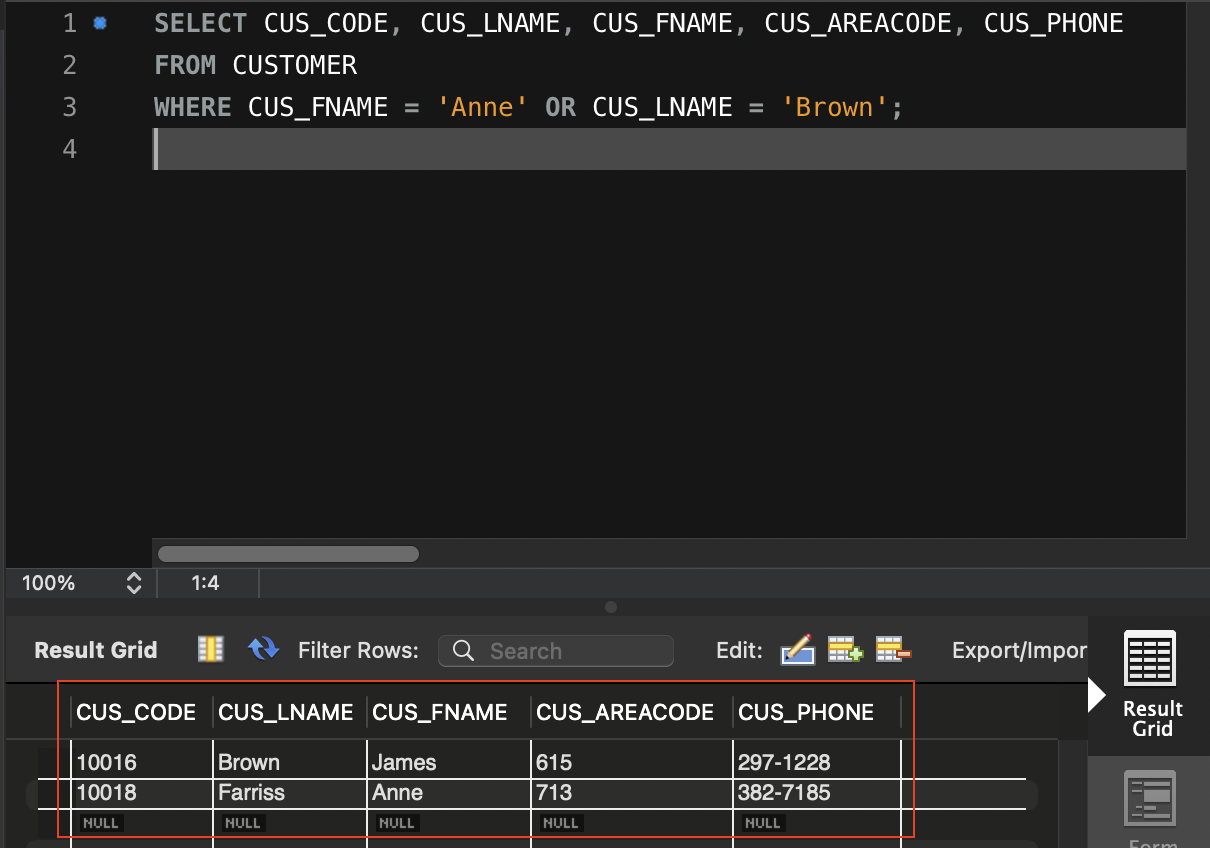 1 SELECT CUS_CODE, CUS_LNAME, CUS_FNAME, CUS_AREACODE, CUS_PHONE
2 FROM CUSTOMER
3 WHERE CUS_FNAME = 'Anne' OR CUS_LNAME = 'Brown';
4
100% 1:4
Result Grid Filter Rows: Search Edit: Export/Impor
CUS_CODE CUS_LNAME CUS_FNAME CUS_AREACODE CUS_PHONE
10016 Brown James 615 297-1228
10018 Farriss Anne 713 382-7185
NULL NULL NULL NULL NULL
Result
Grid
Form